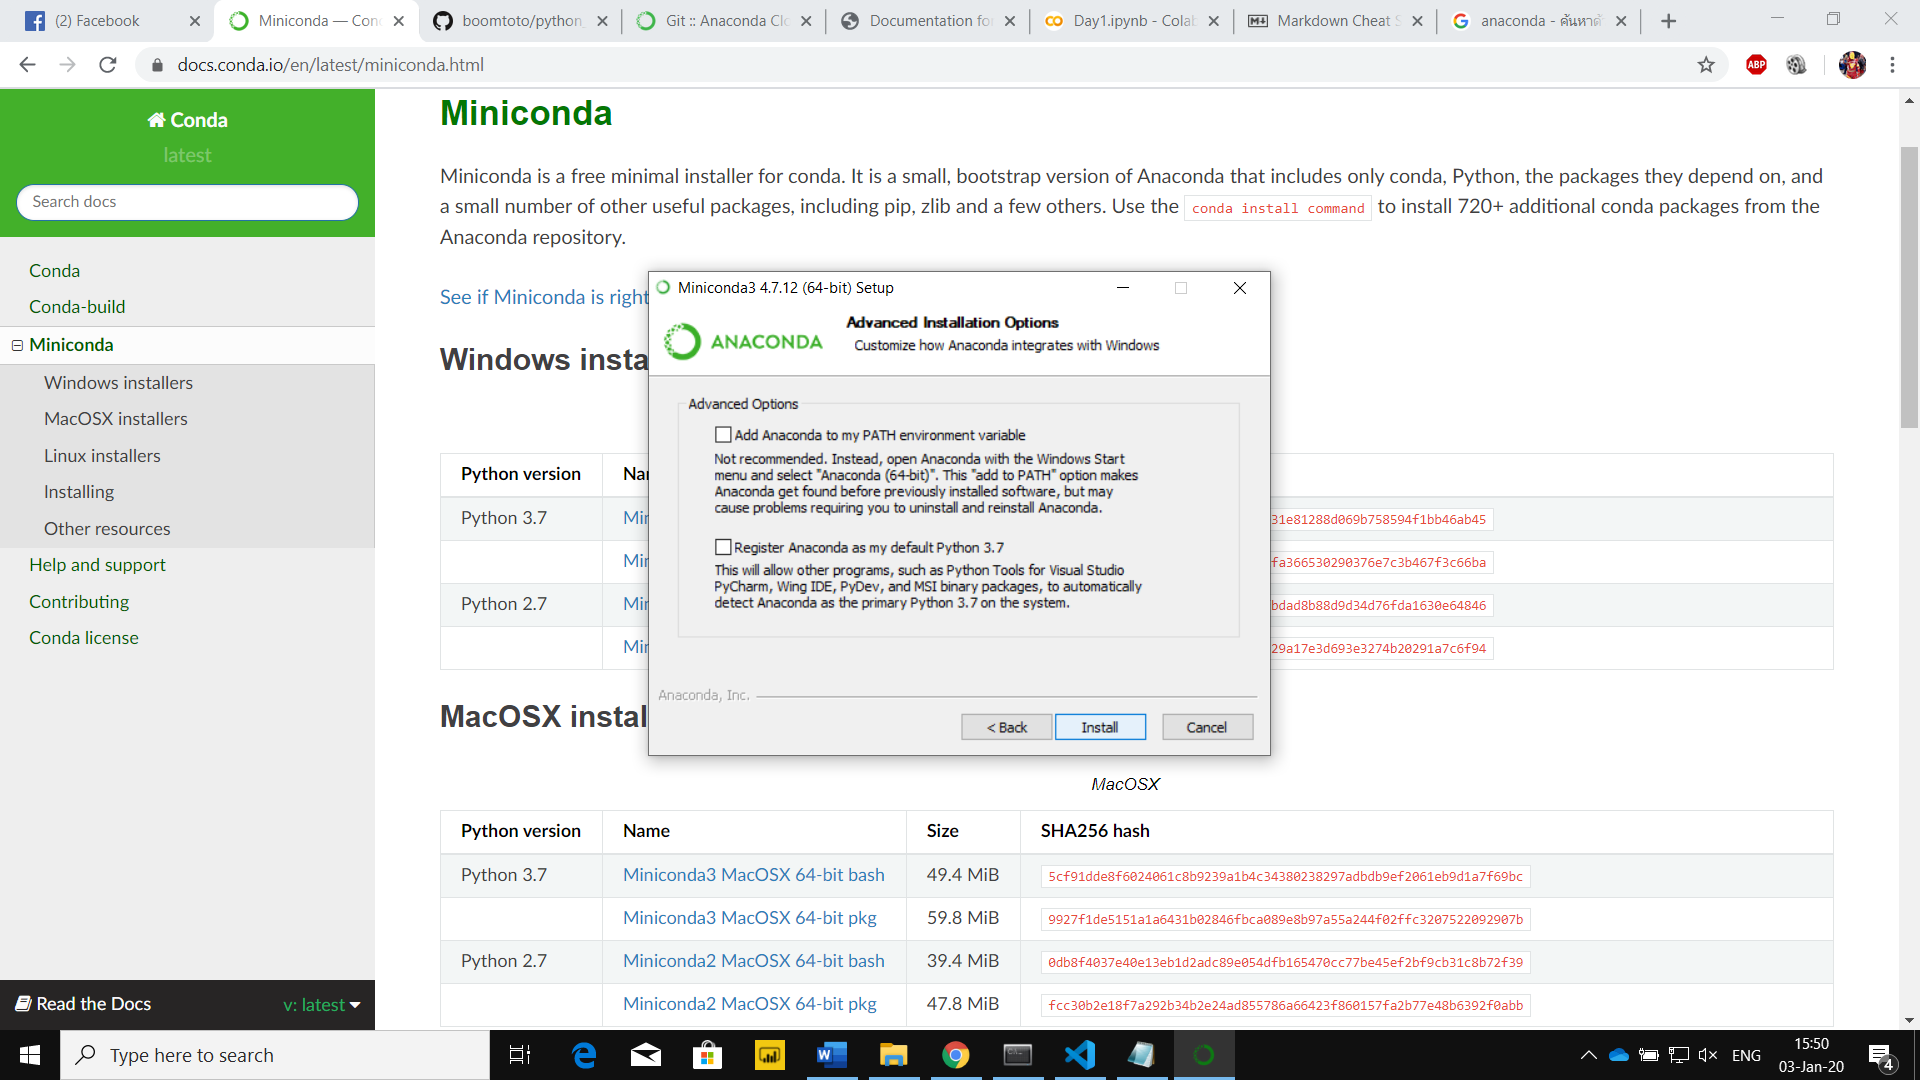 (2) Facebook
Miniconda — Con
boomtoto/python_
Git :: Anaconda Clo
Documentation fo
Day1.ipynb - Colab
Markdown Cheat S
anaconda - ค้นหาด้
docs.conda.io/en/latest/miniconda.html
ABP
Conda
latest
Search docs
Conda
Conda-build
Miniconda
Windows installers
MacOSX installers
Linux installers
Installing
Other resources
Help and support
Contributing
Conda license
Read the Docs
v: latest
Miniconda
Miniconda is a free minimal installer for conda. It is a small, bootstrap version of Anaconda that includes only conda, Python, the packages they depend on, and
a small number of other useful packages, including pip, zlib and a few others. Use the conda install command to install 720+ additional conda packages from the
Anaconda repository.
See if Miniconda is right
Windows insta
Python version Na
Python 3.7 Mi 31e81288d069b758594f1bb46ab45
Mi fa366530290376e7c3b467f3c66ba
Python 2.7 Mi bdad8b88d9d34d76fda1630e64846
Mi 29a17e3d693e3274b20291a7c6f94
Miniconda3 4.7.12 (64-bit) Setup
ANACONDA
Advanced Installation Options
Customize how Anaconda integrates with Windows
Advanced Options
Add Anaconda to my PATH environment variable
Not recommended. Instead, open Anaconda with the Windows Start
menu and select "Anaconda (64-bit)". This "add to PATH" option makes
Anaconda get found before previously installed software, but may
cause problems requiring you to uninstall and reinstall Anaconda.
Register Anaconda as my default Python 3.7
This will allow other programs, such as Python Tools for Visual Studio
PyCharm, Wing IDE, PyDev, and MSI binary packages, to automatically
detect Anaconda as the primary Python 3.7 on the system.
Anaconda, Inc.
< Back Install Cancel
MacOSX instal
MacOSX
Python version Name Size SHA256 hash
Python 3.7 Miniconda3 MacOSX 64-bit bash 49.4 MiB 5cf91dde8f6024061c8b9239a1b4c34380238297adbdb9ef2061eb9d1a7f69bc
Miniconda3 MacOSX 64-bit pkg 59.8 MiB 9927f1de5151a1a6431b02846fbca089e8b97a55a244f02ffc3207522092907b
Python 2.7 Miniconda2 MacOSX 64-bit bash 39.4 MiB 0db8f4037e40e13eb1d2adc89e054dfb165470cc77be45ef2bf9cb31c8b72f39
Miniconda2 MacOSX 64-bit pkg 47.8 MiB fcc30b2e18f7a292b34b2e24ad855786a66423f860157fa2b77e48b6392f0abb
Type here to search
ENG
15:50
03-Jan-20
4